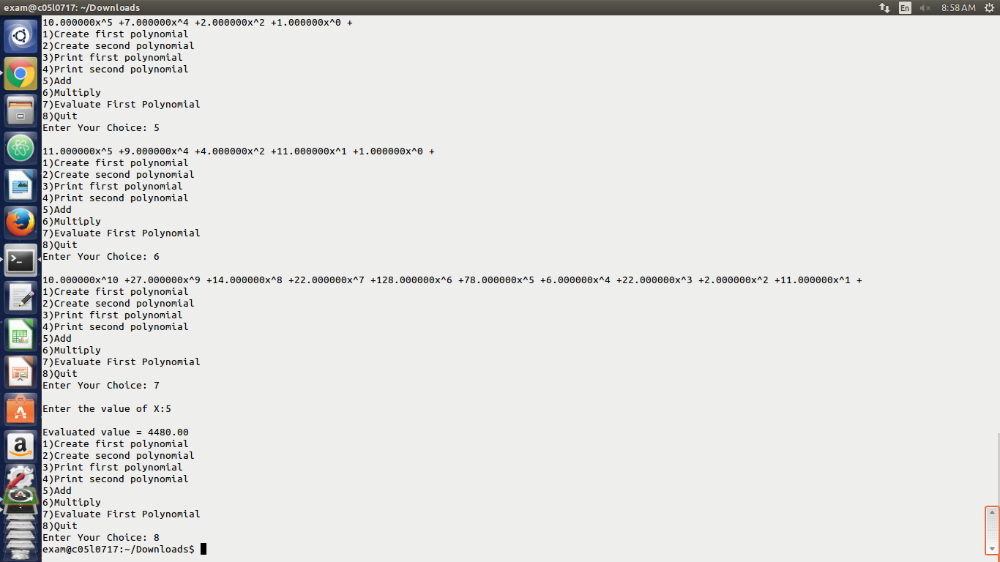 exam@c05l0717: ~/Downloads
En
8:58 AM
10.000000x^5 +7.000000x^4 +2.000000x^2 +1.000000x^0 +
1)Create first polynomial
2)Create second polynomial
3)Print first polynomial
4)Print second polynomial
5)Add
6)Multiply
7)Evaluate First Polynomial
8)Quit
Enter Your Choice: 5
11.000000x^5 +9.000000x^4 +4.000000x^2 +11.000000x^1 +1.000000x^0 +
1)Create first polynomial
2)Create second polynomial
3)Print first polynomial
4)Print second polynomial
5)Add
6)Multiply
7)Evaluate First Polynomial
8)Quit
Enter Your Choice: 6
10.000000x^10 +27.000000x^9 +14.000000x^8 +22.000000x^7 +128.000000x^6 +78.000000x^5 +6.000000x^4 +22.000000x^3 +2.000000x^2 +11.000000x^1 +
1)Create first polynomial
2)Create second polynomial
3)Print first polynomial
4)Print second polynomial
5)Add
6)Multiply
7)Evaluate First Polynomial
8)Quit
Enter Your Choice: 7
Enter the value of X:5
Evaluated value = 4480.00
1)Create first polynomial
2)Create second polynomial
3)Print first polynomial
4)Print second polynomial
5)Add
6)Multiply
7)Evaluate First Polynomial
8)Quit
Enter Your Choice: 8
exam@c05l0717:~/Downloads$